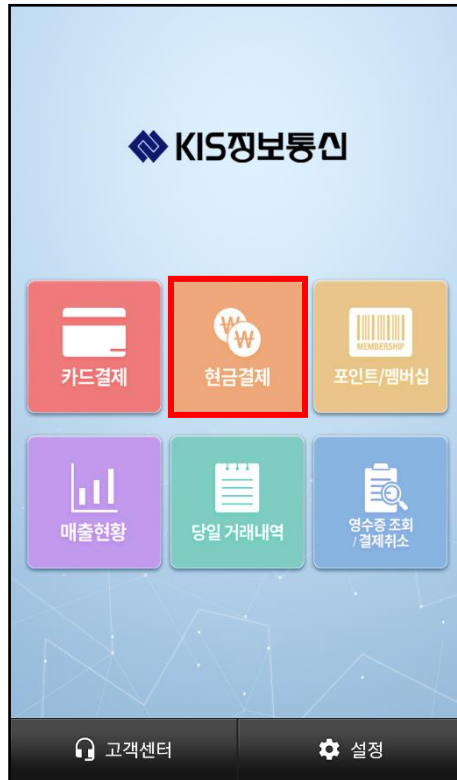 KIS정보통신
카드결제
현금결제
MEMBERSHIP
포인트/멤버십
매출현황
당일 거래내역
영수증 조회
/ 결제취소
고객센터
설정